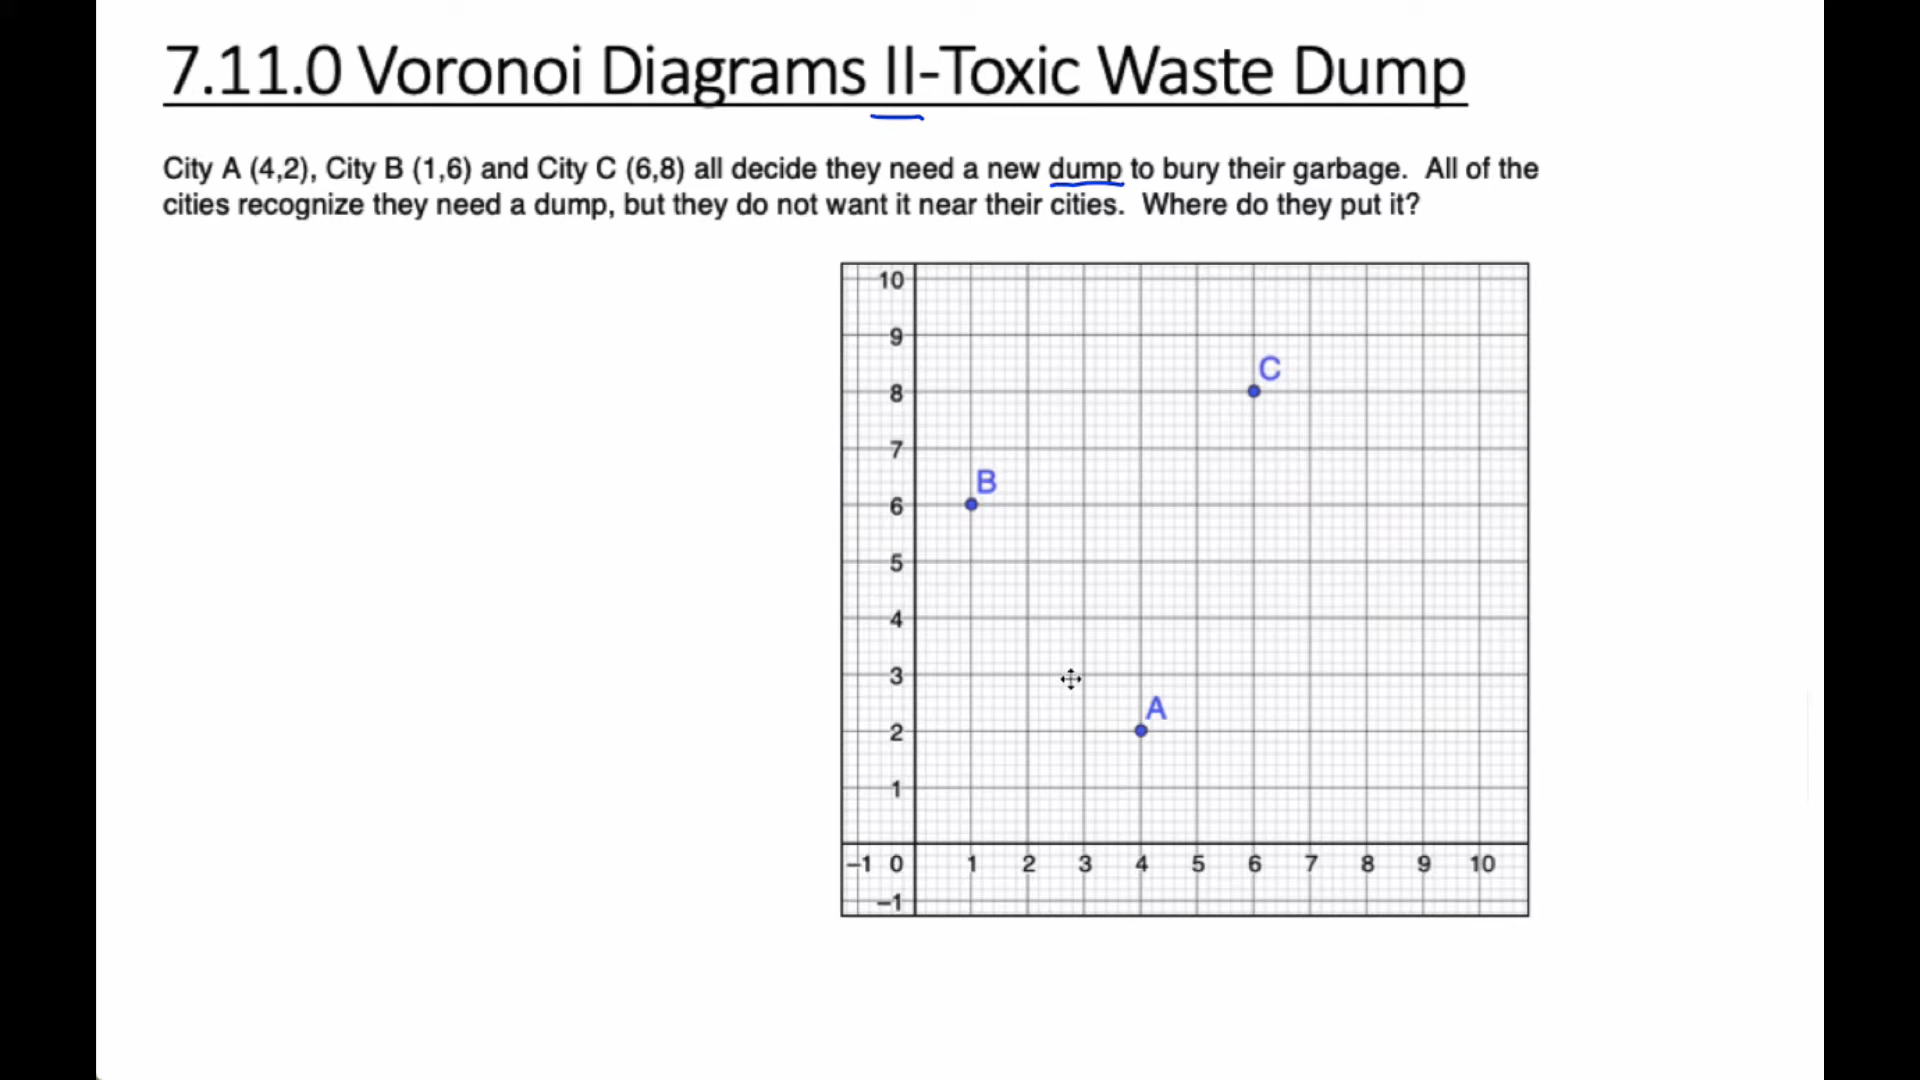 7.11.0 Voronoi Diagrams II-Toxic Waste Dump
City A (4,2), City B (1,6) and City C (6,8) all decide they need a new dump to bury their garbage. All of the
cities recognize they need a dump, but they do not want it near their cities. Where do they put it?
10
9
C
8
7
B
6
5
4
3
A
2
1
–1 0 1 2 3 4 5 6 7 8 9 10
–1